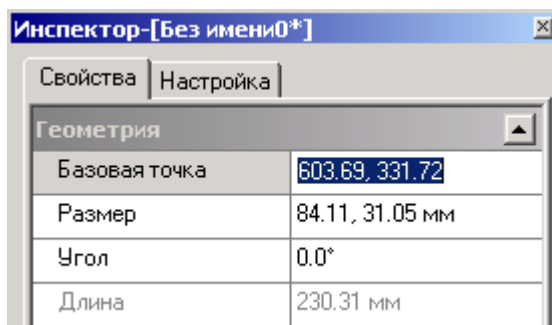 Инспектор-[Без имени0*]
Свойства Настройка
Геометрия
Базовая точка 603.69, 331.72
Размер 84.11, 31.05 мм
Угол 0.0°
Длина 230.31 мм